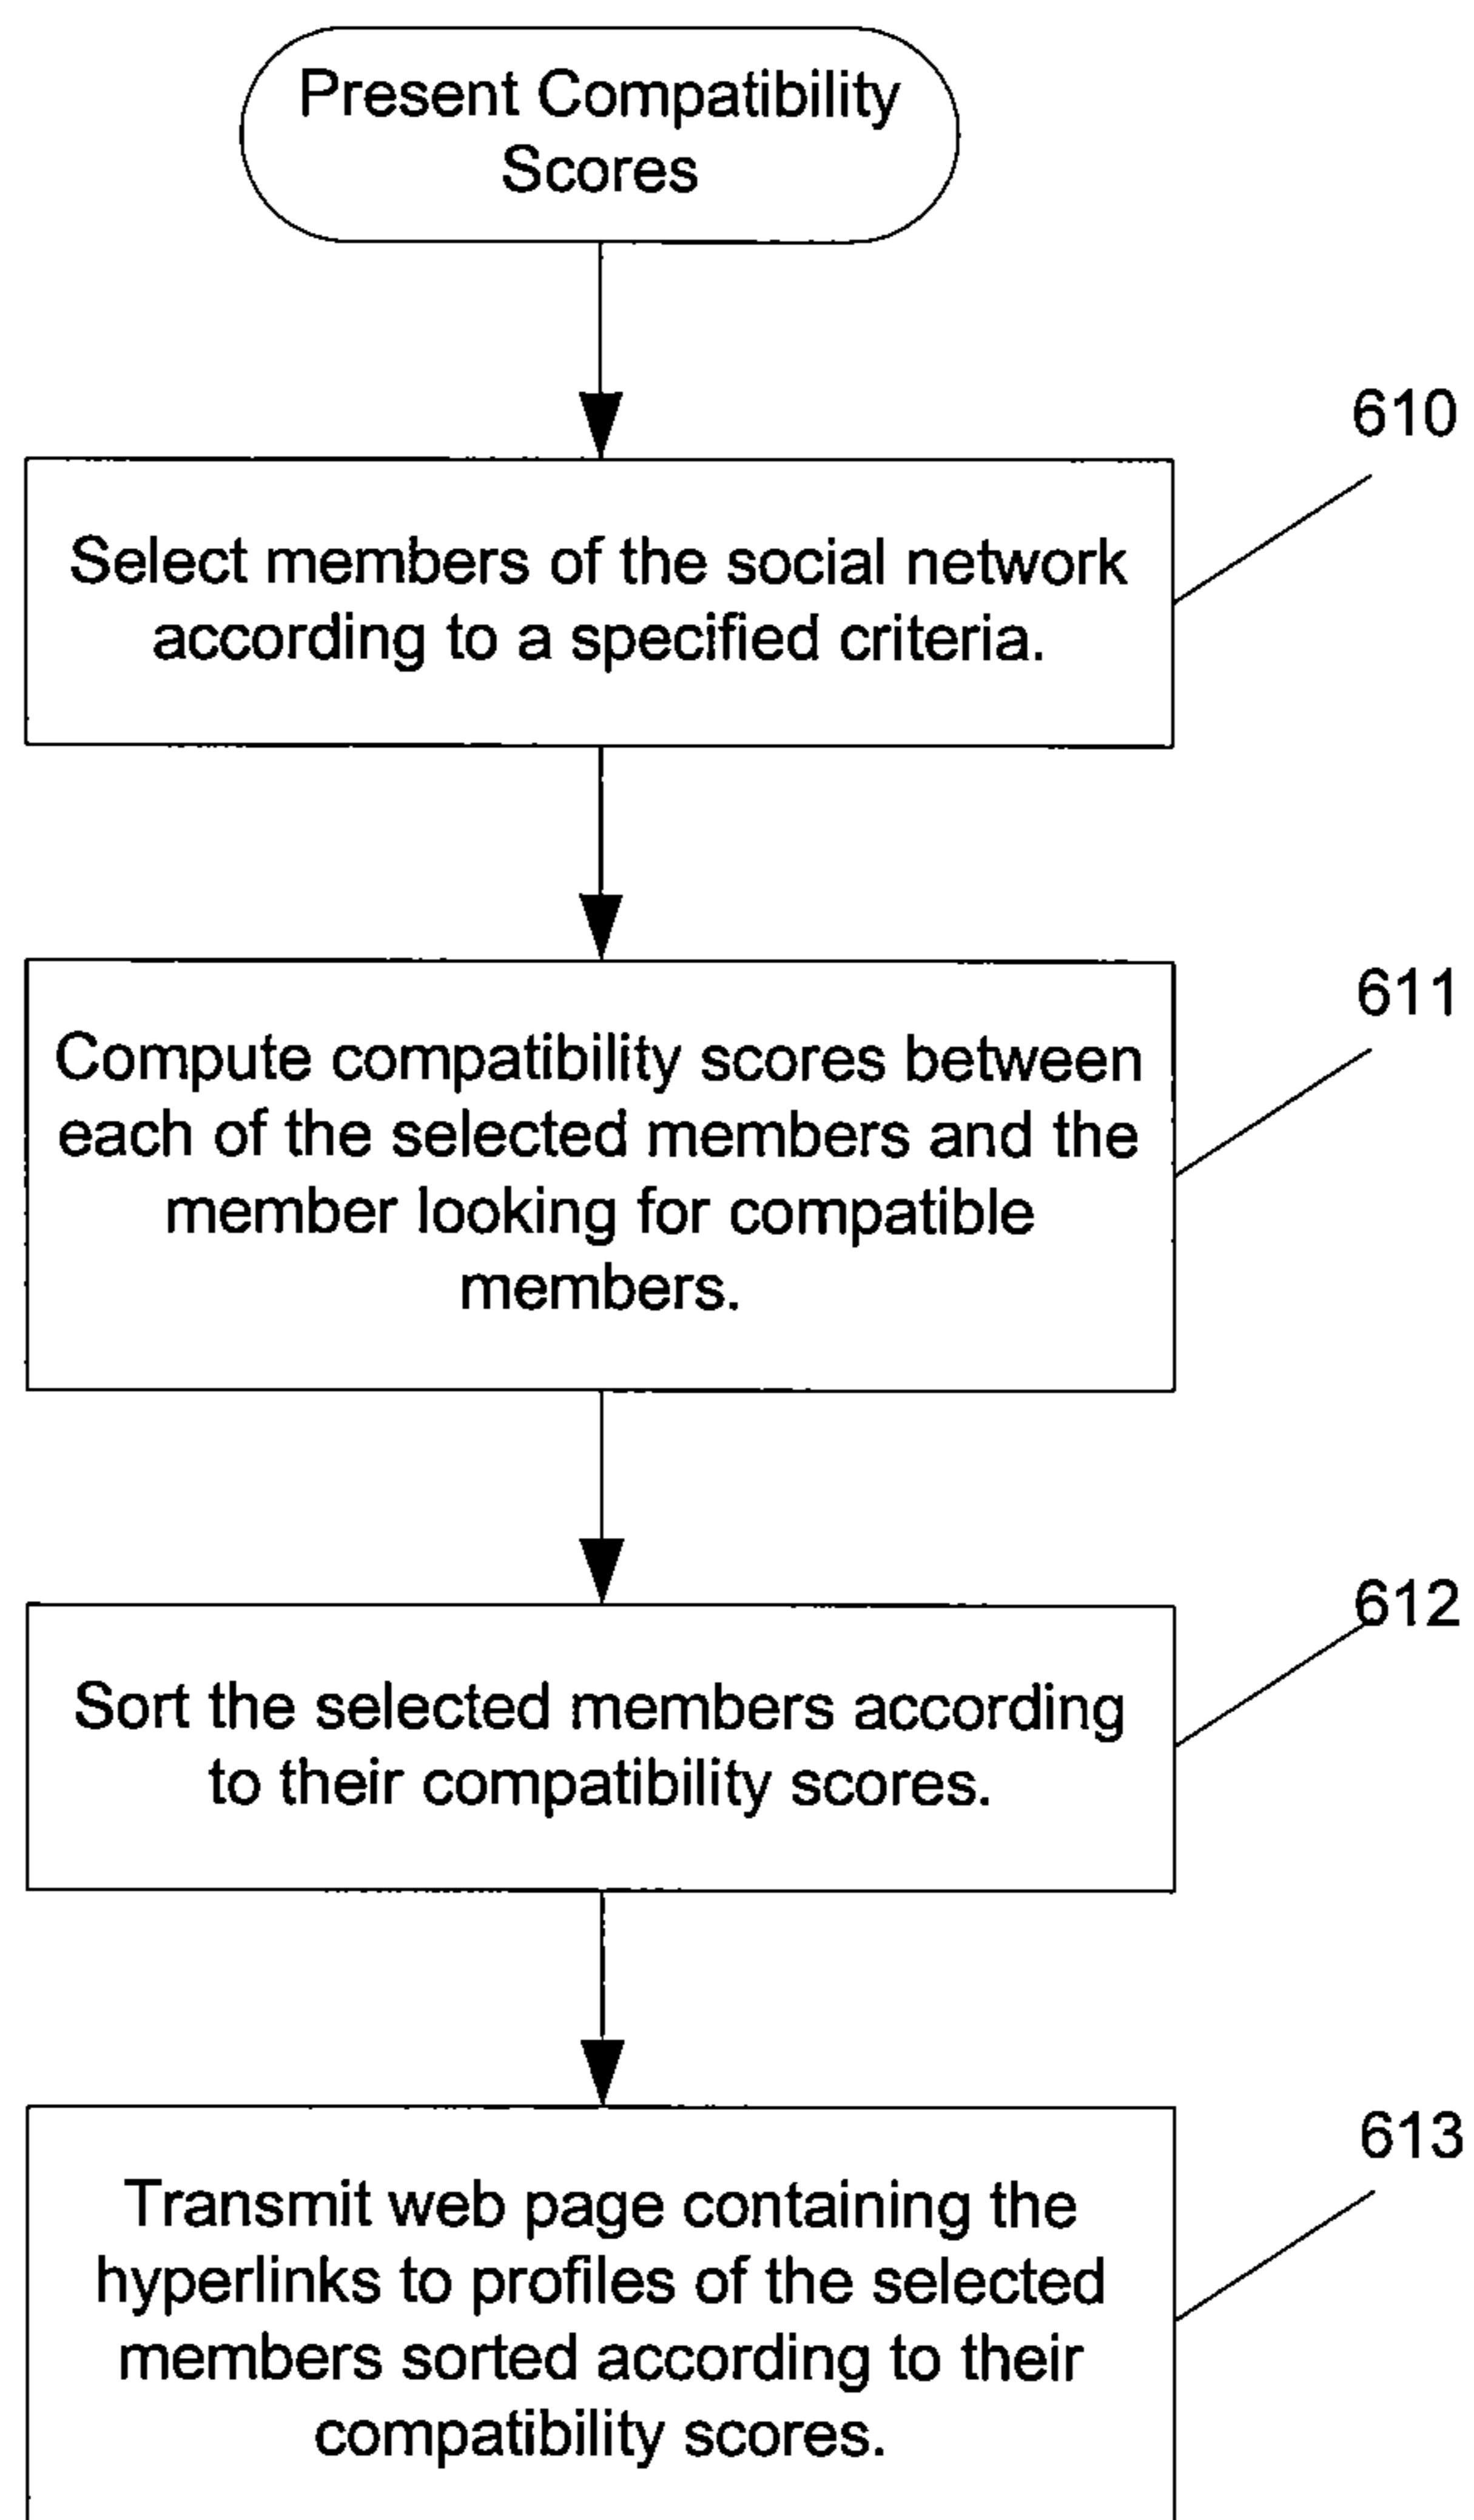 Present Compatibility
Scores
610
Select members of the social network
according to a specified criteria.
611
Compute compatibility scores between
each of the selected members and the
member looking for compatible
members.
612
Sort the selected members according
to their compatibility scores.
613
Transmit web page containing the
hyperlinks to profiles of the selected
members sorted according to their
compatibility scores.